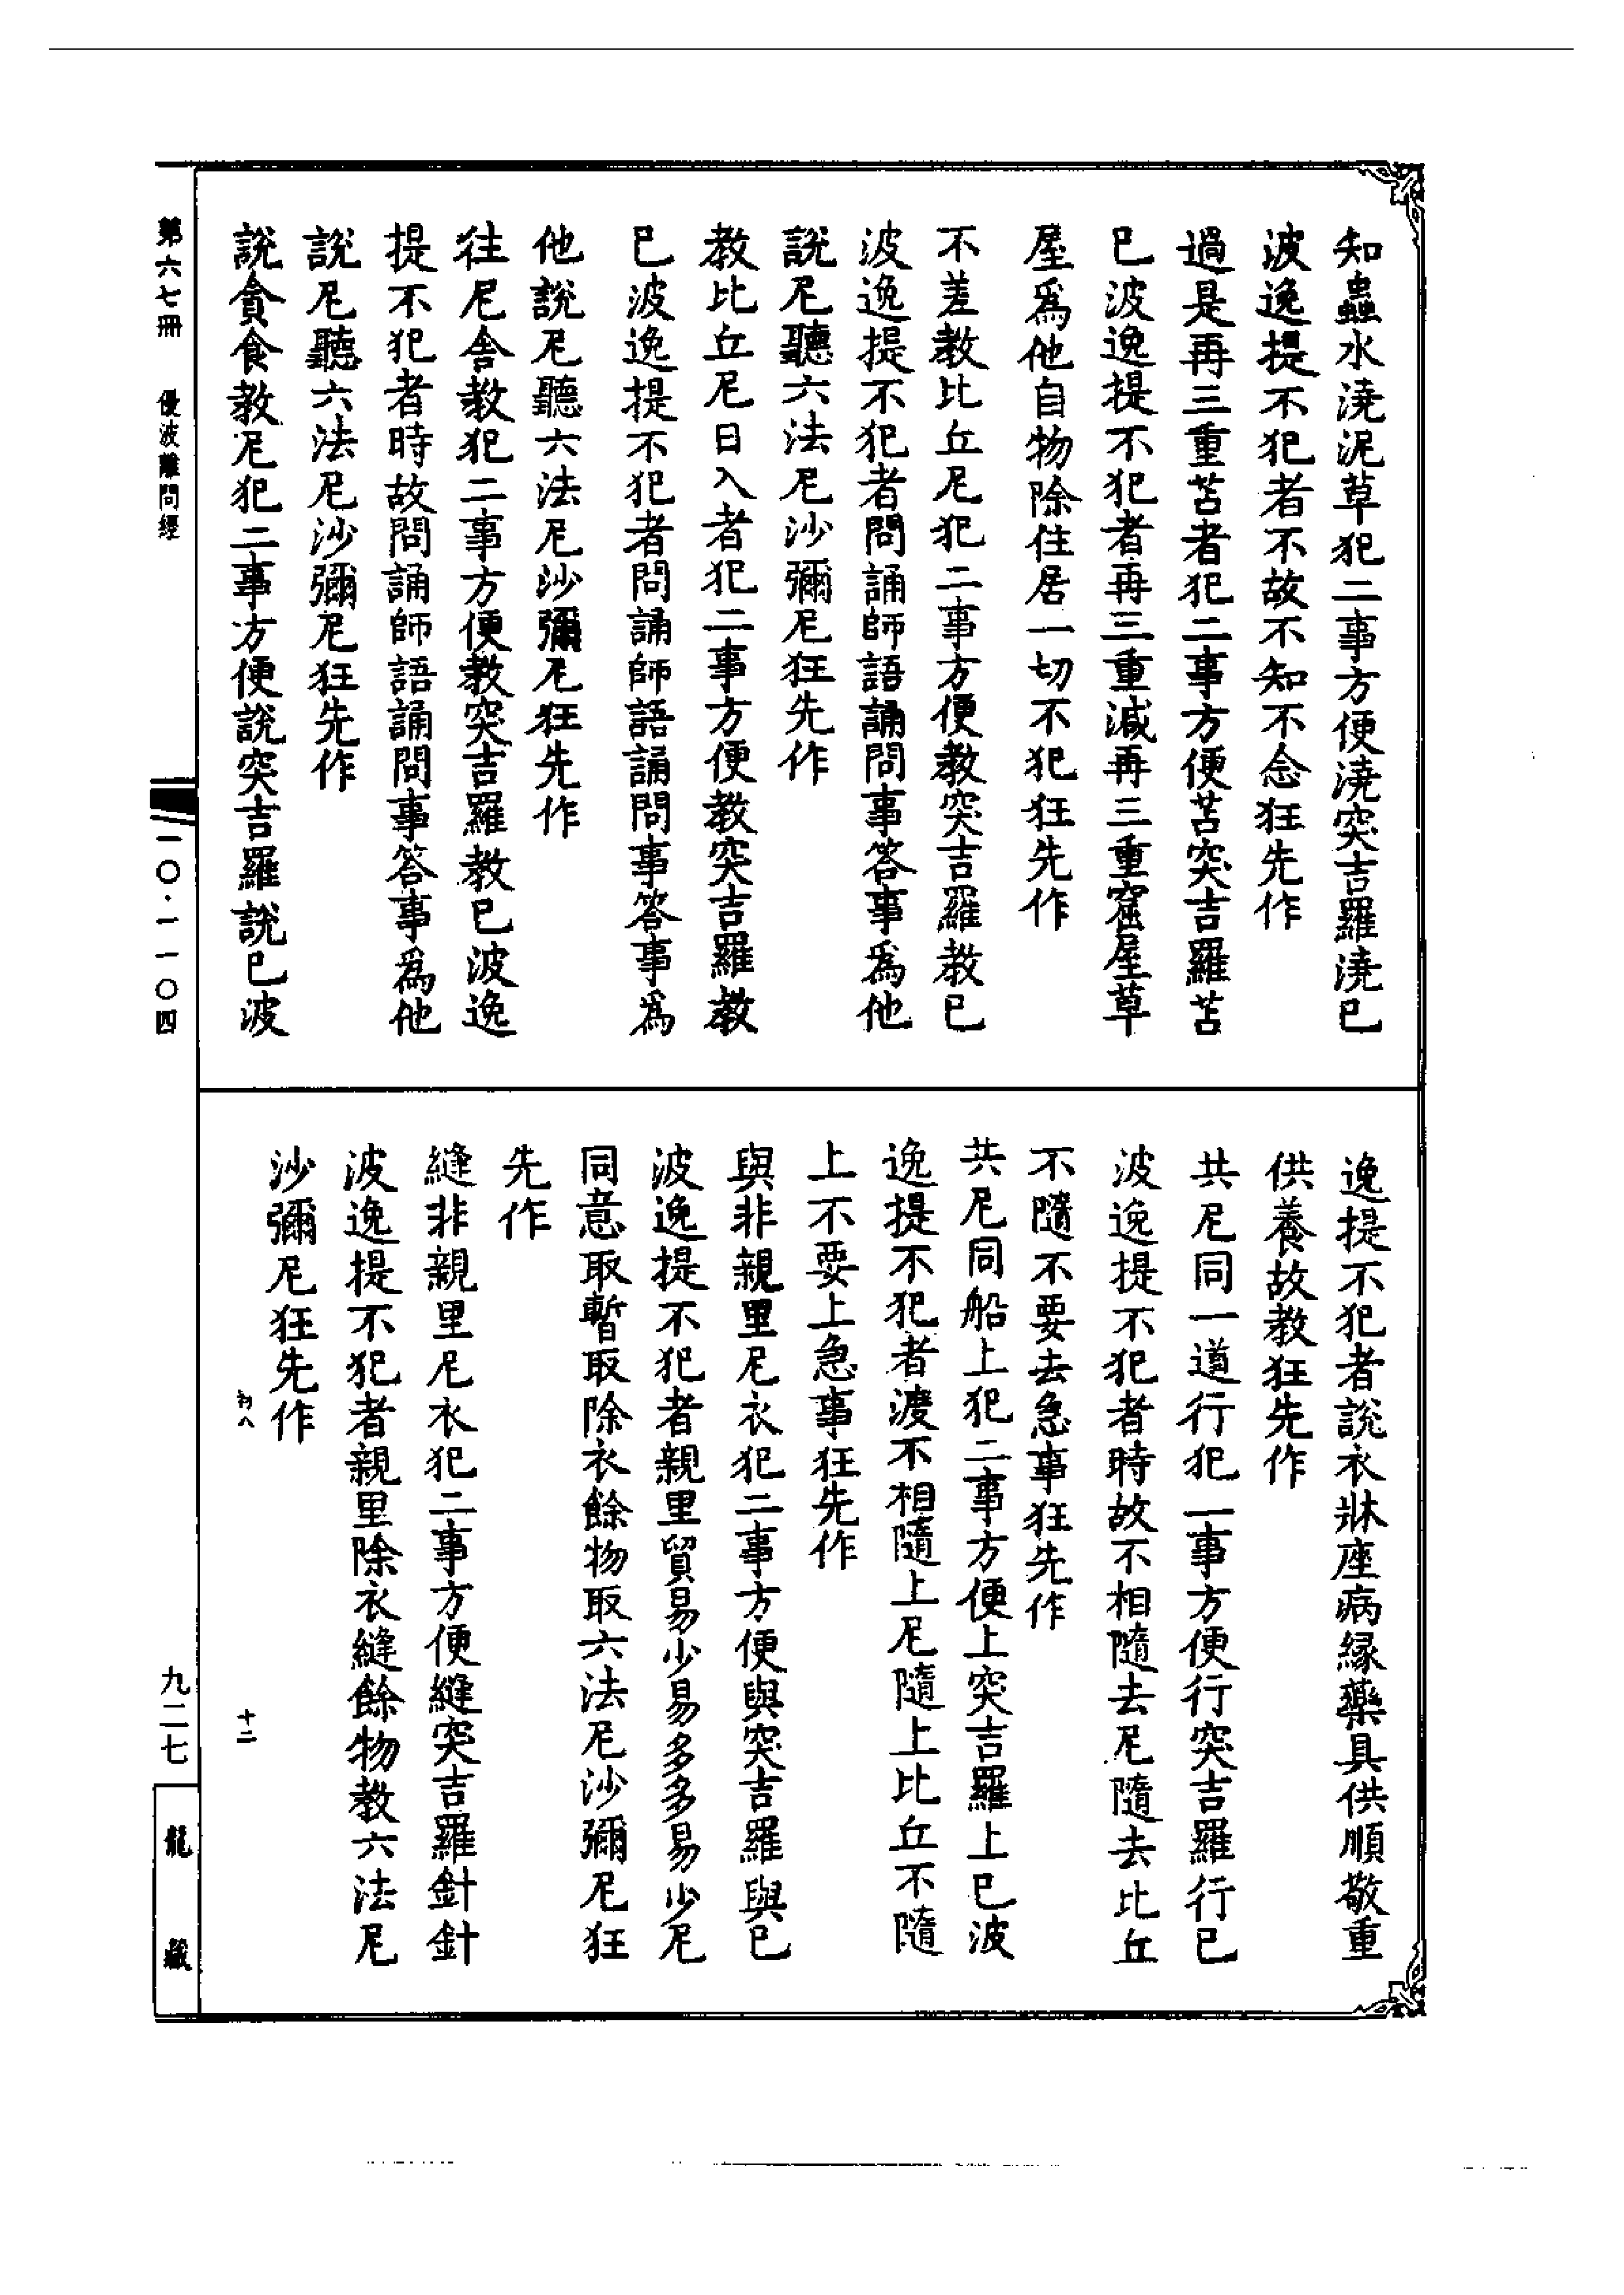 知蟲水澆泥草犯二事方便澆突吉羅澆已
波逸提不犯者不故不知不念狂先作
過是再三重苫者犯二事方便苫突吉羅苫
已波逸提不犯者再三重減再三重窟屋草
屋爲他自物除住居一切不犯狂先作
不差教比丘尼犯二事方便教突吉羅教已
波逸提不犯者問誦師語誦問事答事爲他
說尼聽六法尼沙彌尼狂先作
教比丘尼日入者犯二事方便教突吉羅教
已波逸提不犯者問誦師語誦問事答事爲
他說尼聽六法尼沙彌尼狂先作
往尼舍教犯二事方便教突吉羅教已波逸
提不犯者時故問誦師語誦問事答事爲他
說尼聽六法尼沙彌尼狂先作
說貪食教尼犯二事方便說突吉羅說已波
逸提不犯者說衣牀座病緣藥具供順敬重
供養故教狂先作
共尼同一道行犯二事方便行突吉羅行已
波逸提不犯者時故不相隨去尼隨去比丘
不隨不要去急事狂先作
共尼同船上犯二事方便上突吉羅上已波
逸提不犯者渡不相隨上尼隨上比丘不隨
上不要上急事狂先作
與非親里尼衣犯二事方便與突吉羅與已
波逸提不犯者親里貿易少易多多易少尼
同意取暫取除衣餘物取六法尼沙彌尼狂
先作
縫非親里尼衣犯二事方便縫突吉羅針針
波逸提不犯者親里除衣縫餘物教六法尼
沙彌尼狂先作
初八 十二
第六七冊 優波離問經
一〇·一一〇四
九二七
龍藏